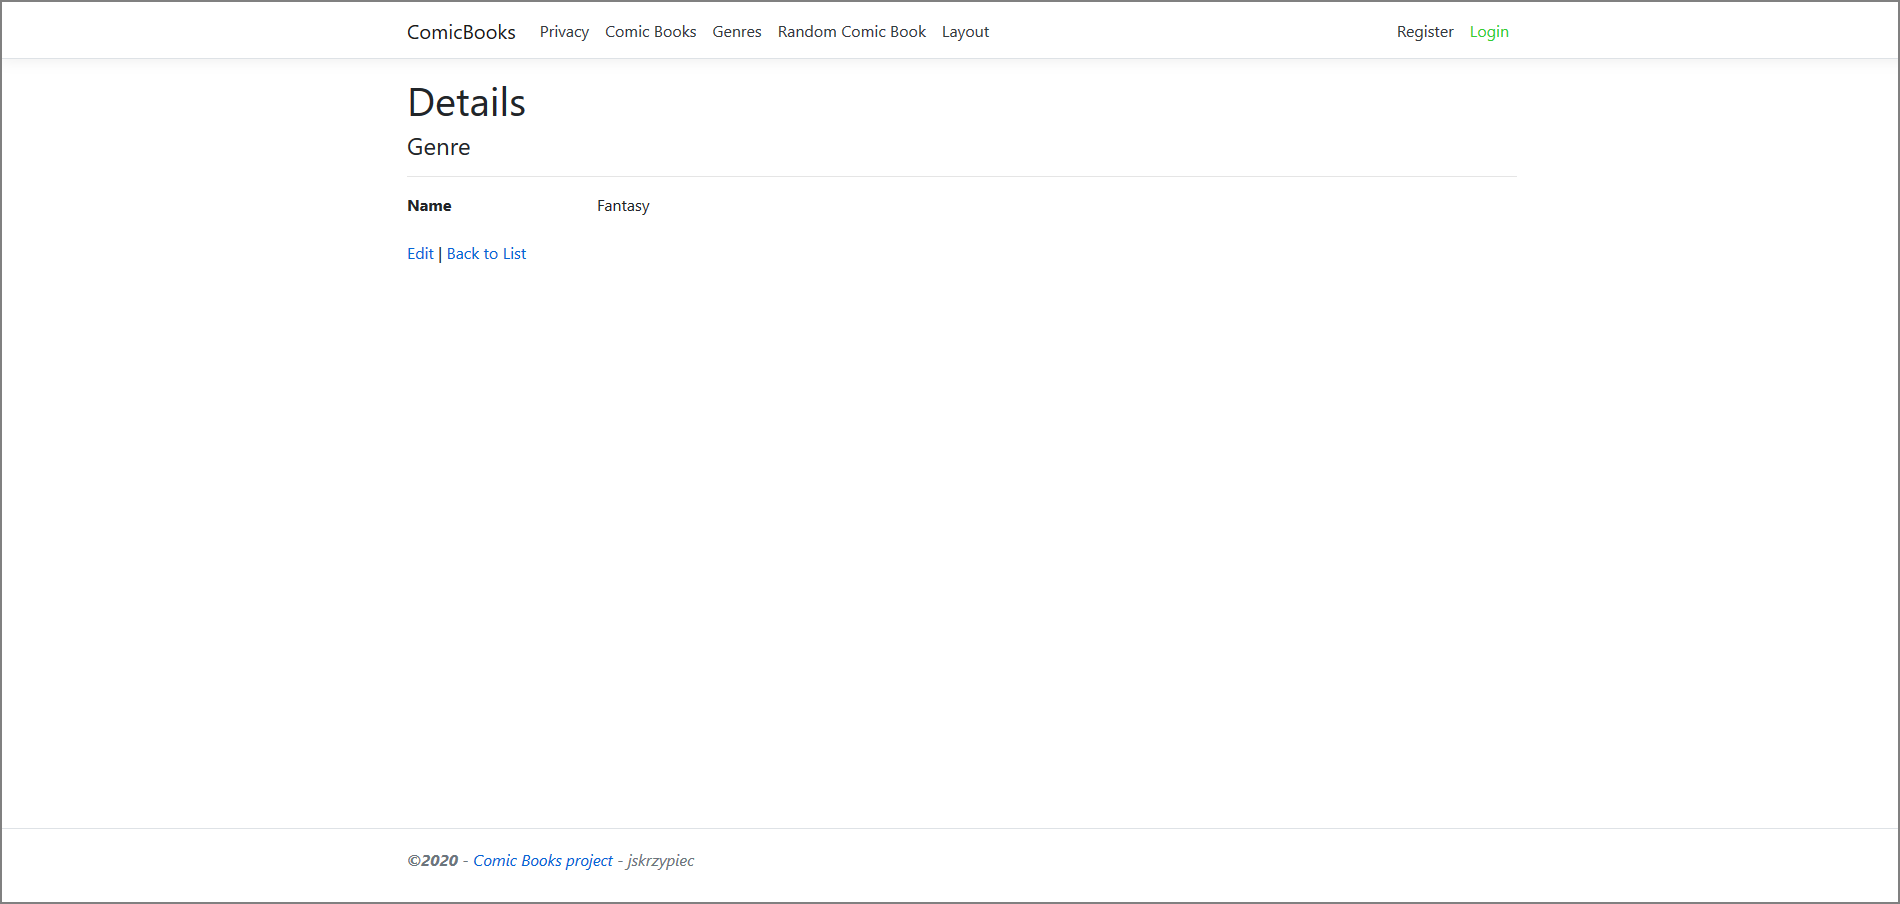 ComicBooks Privacy Comic Books Genres Random Comic Book Layout Register Login
Details
Genre
Name Fantasy
Edit | Back to List
©2020 - Comic Books project - jskrzypiec